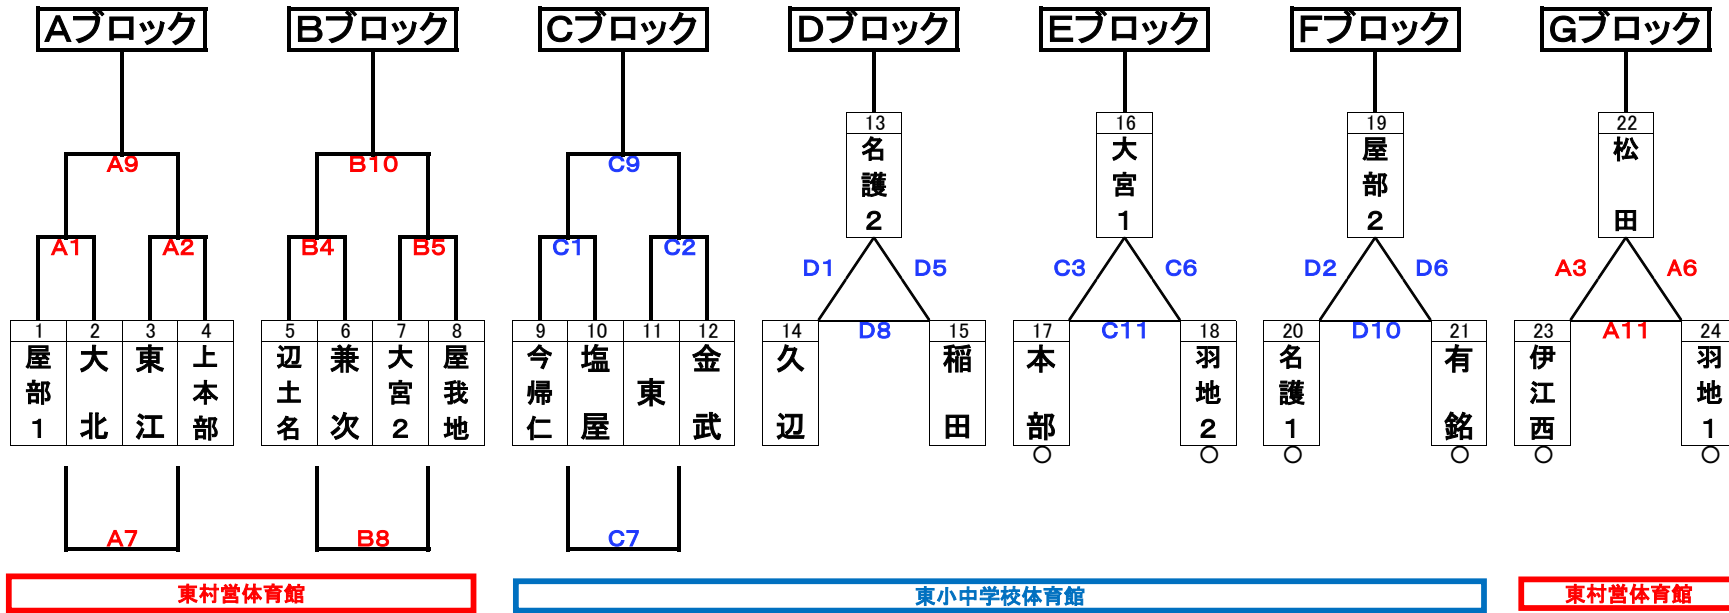 Aブロック Bブロック Cブロック Dブロック Eブロック Fブロック Gブロック
13 16 19 22
名護2 大宮1 屋部2 松田
A9 B10 C9
A1 A2 B4 B5 C1 C2 D1 D5 C3 C6 D2 D6 A3 A6
1 2 3 4 5 6 7 8 9 10 11 12 14 D8 15 17 C11 18 20 D10 21 23 A11 24
屋部1 大北 東江 上本部 辺土名 兼次 大宮2 屋我地 今帰仁 塩屋 東 金武 久辺 稲田 本部 羽地2 名護1 有銘 伊江西 羽地1
○ ○ ○ ○ ○ ○
A7 B8 C7
東村営体育館 東小中学校体育館 東村営体育館